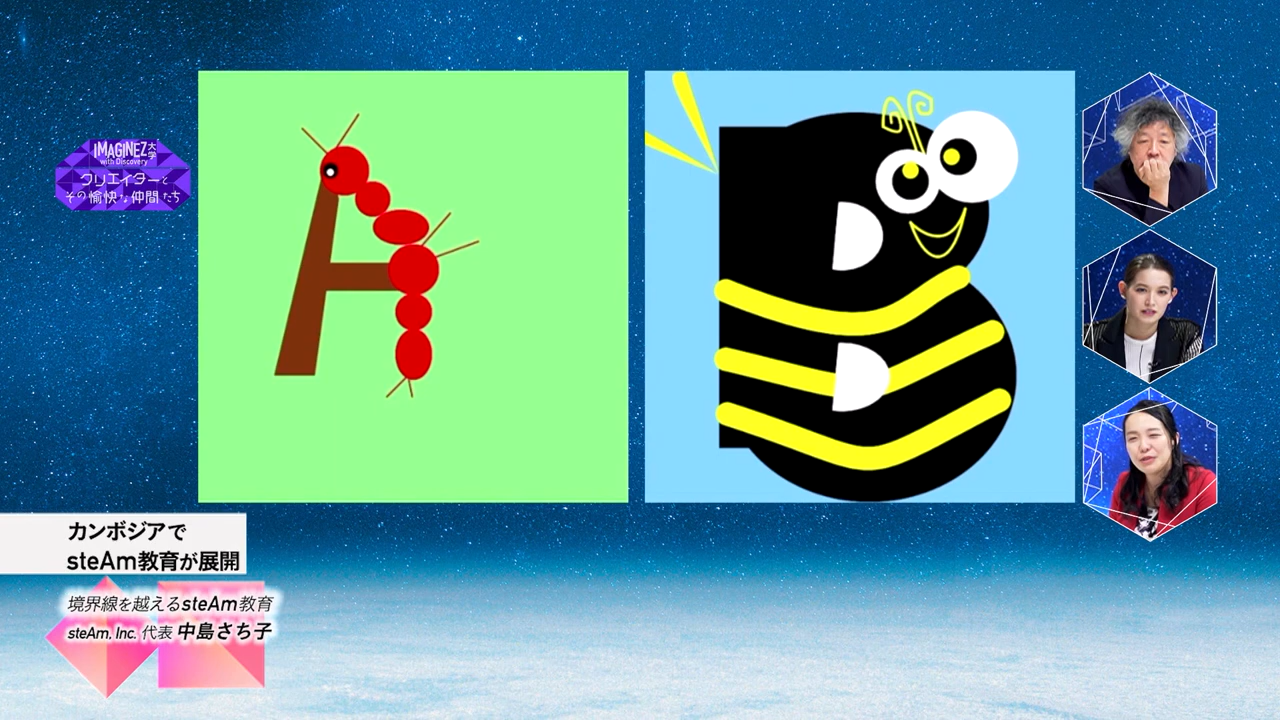 IMAGINEZ大学
with Discovery
クリエイターと
その愉快な仲間たち
カンボジアで
steAm教育が展開
境界線を越えるsteAm教育
steAm, Inc. 代表 中島さち子